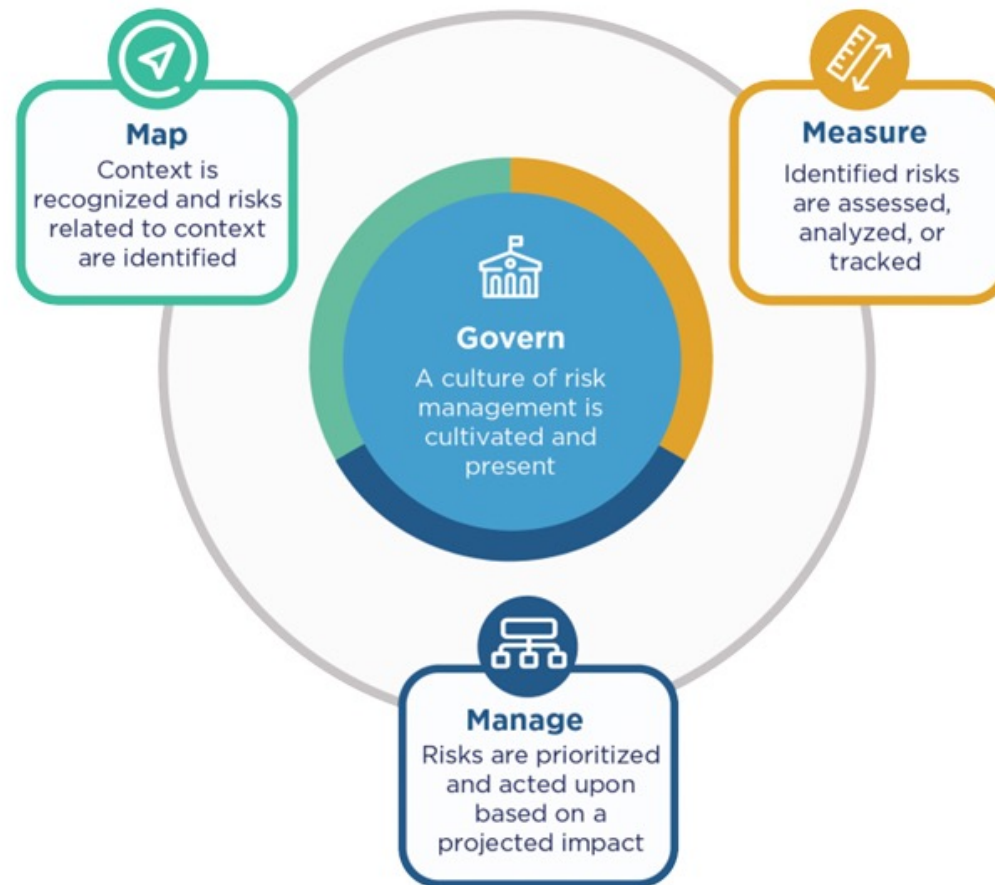 Map
Context is
recognized and risks
related to context
are identified
Measure
Identified risks
are assessed,
analyzed, or
tracked
Govern
A culture of risk
management is
cultivated and
present
Manage
Risks are prioritized
and acted upon
based on a
projected impact